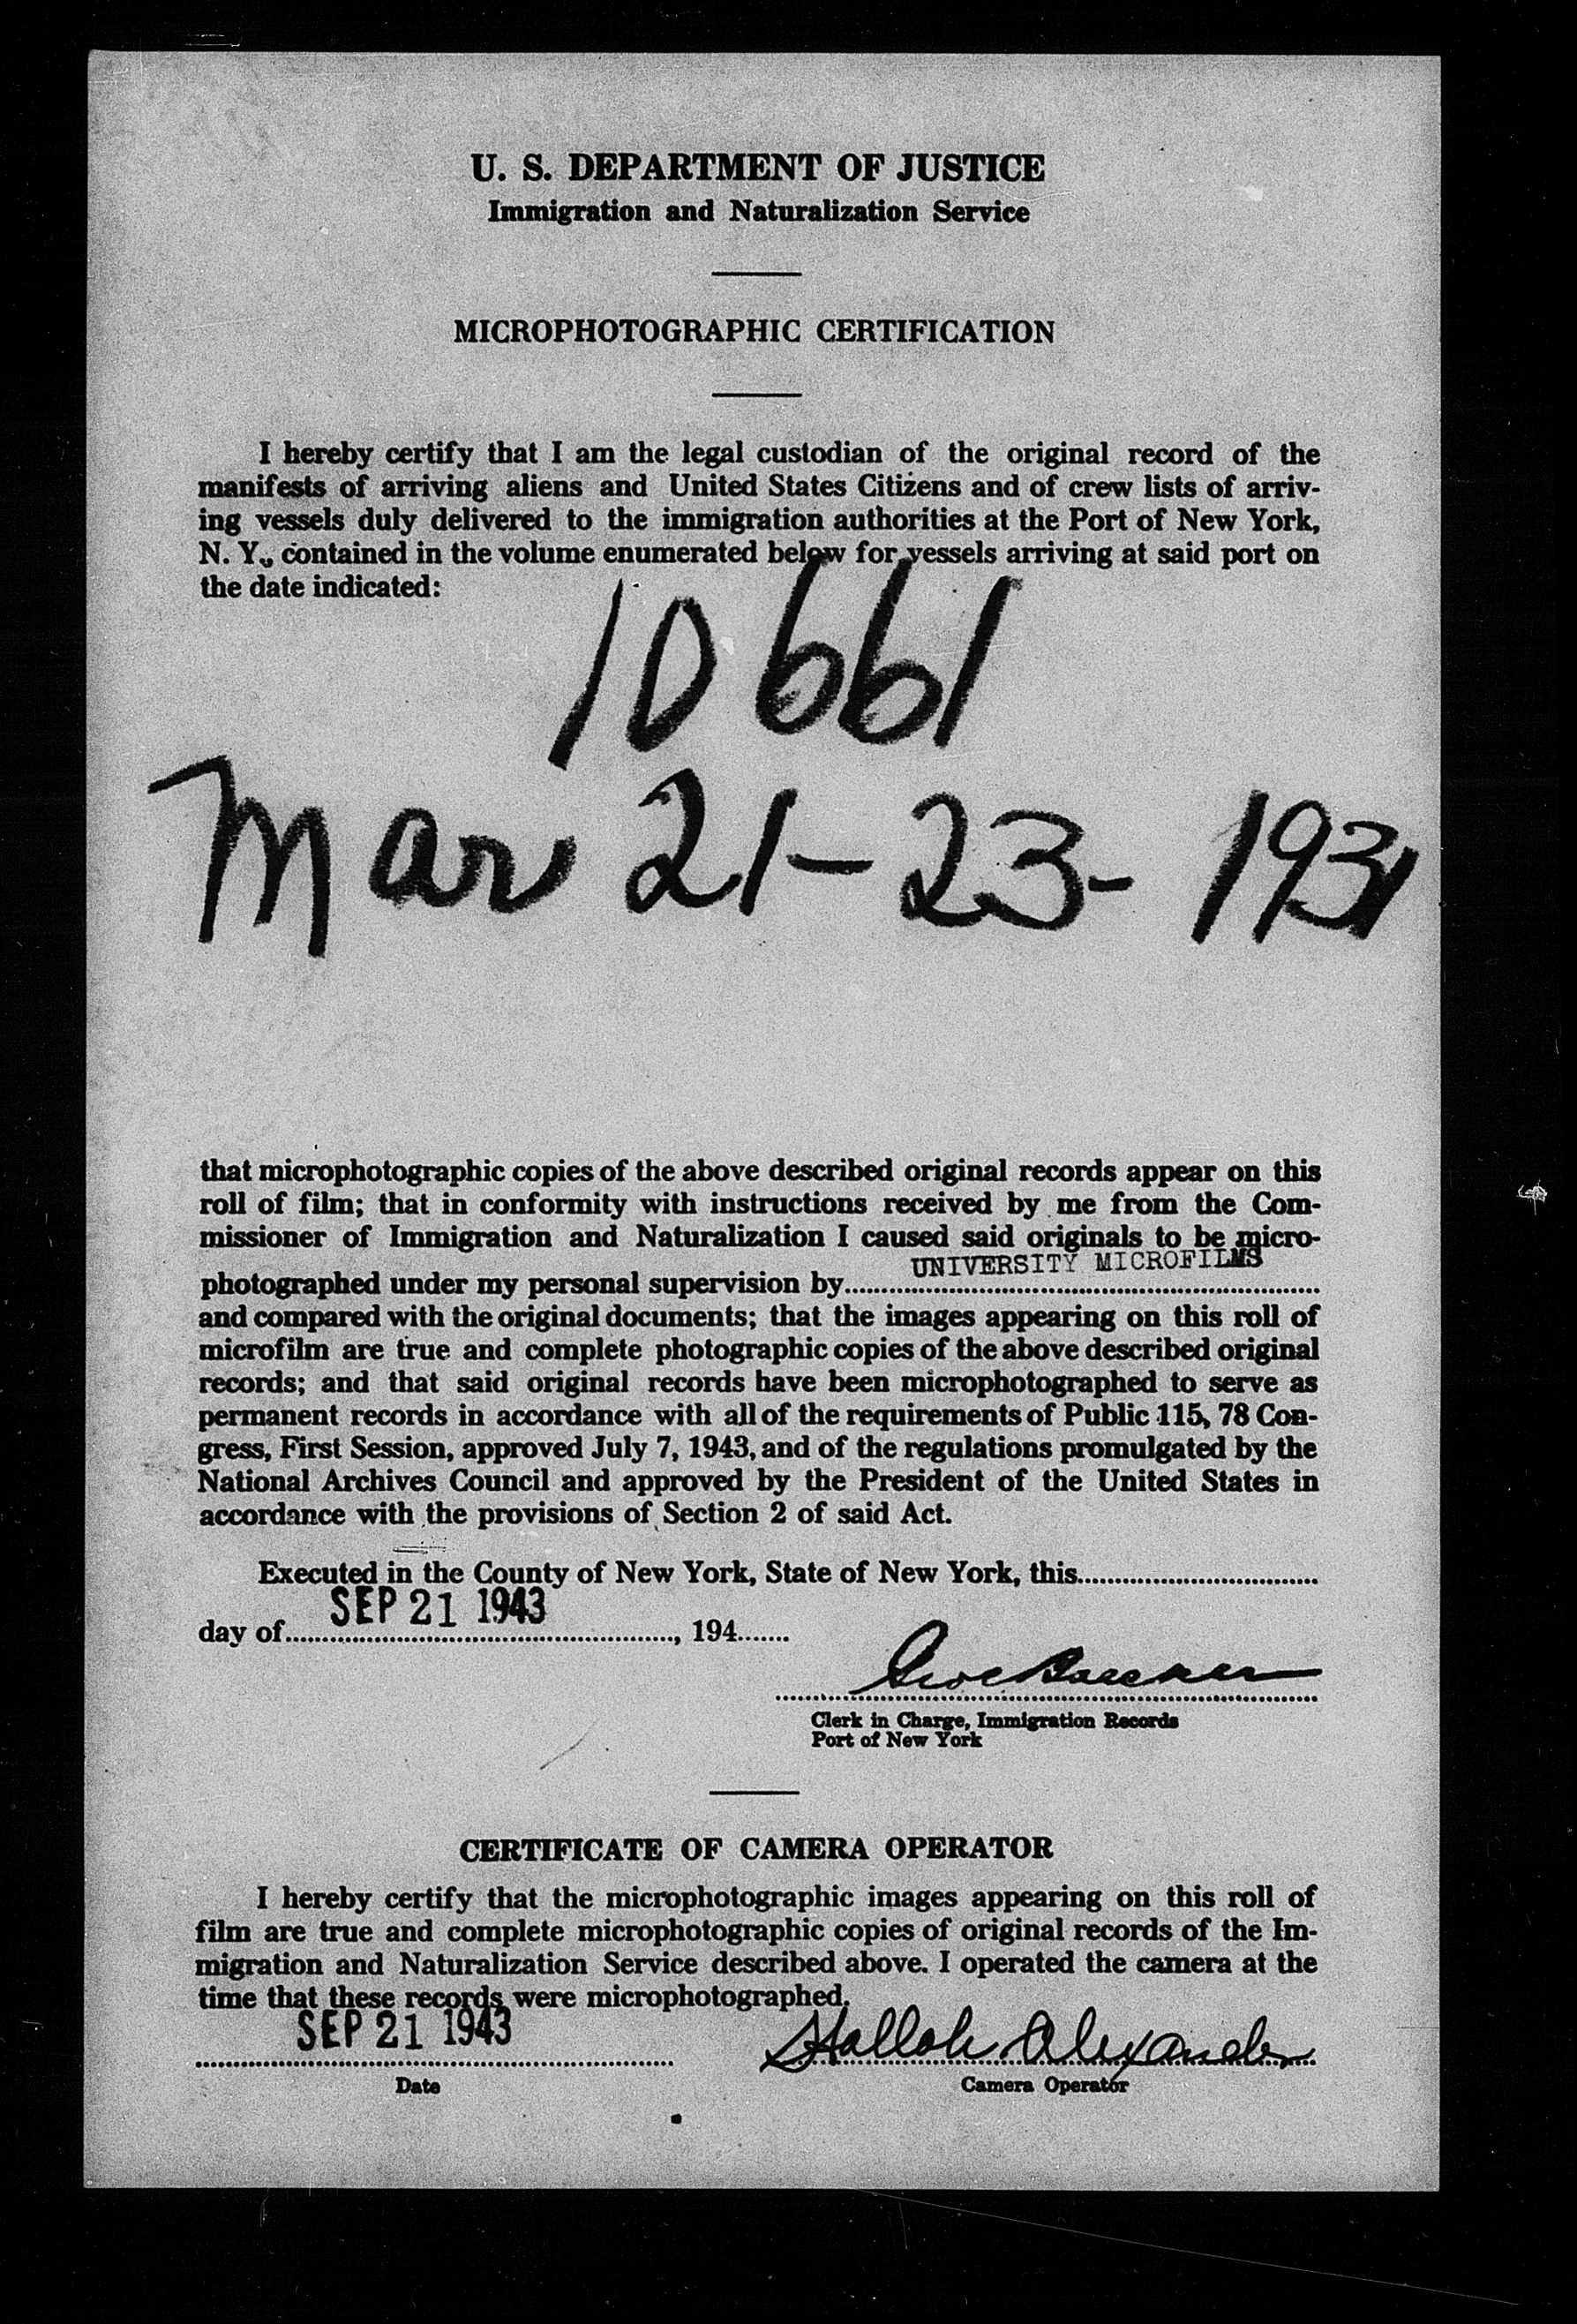 U. S. DEPARTMENT OF JUSTICE
Immigration and Naturalization Service
MICROPHOTOGRAPHIC CERTIFICATION
I hereby certify that I am the legal custodian of the original record of the
manifests of arriving aliens and United States Citizens and of crew lists of arriv-
ing vessels duly delivered to the immigration authorities at the Port of New York,
N. Y., contained in the volume enumerated below for vessels arriving at said port on
the date indicated:
10661
Mar 21-23- 1931
that microphotographic copies of the above described original records appear on this
roll of film; that in conformity with instructions received by me from the Com-
missioner of Immigration and Naturalization I caused said originals to be micro-
UNIVERSITY MICROFILMS
photographed under my personal supervision by
and compared with the original documents; that the images appearing on this roll of
microfilm are true and complete photographic copies of the above described original
records; and that said original records have been microphotographed to serve as
permanent records in accordance with all of the requirements of Public 115, 78 Con-
gress, First Session, approved July 7, 1943, and of the regulations promulgated by the
National Archives Council and approved by the President of the United States in
accordance with the provisions of Section 2 of said Act.
Executed in the County of New York, State of New York, this
SEP 21 1943
day of , 194
Clerk in Charge, Immigration Records
Port of New York
CERTIFICATE OF CAMERA OPERATOR
I hereby certify that the microphotographic images appearing on this roll of
film are true and complete microphotographic copies of original records of the Im-
migration and Naturalization Service described above. I operated the camera at the
time that these records were microphotographed.
SEP 21 1943
Alexander
Date
Camera Operator